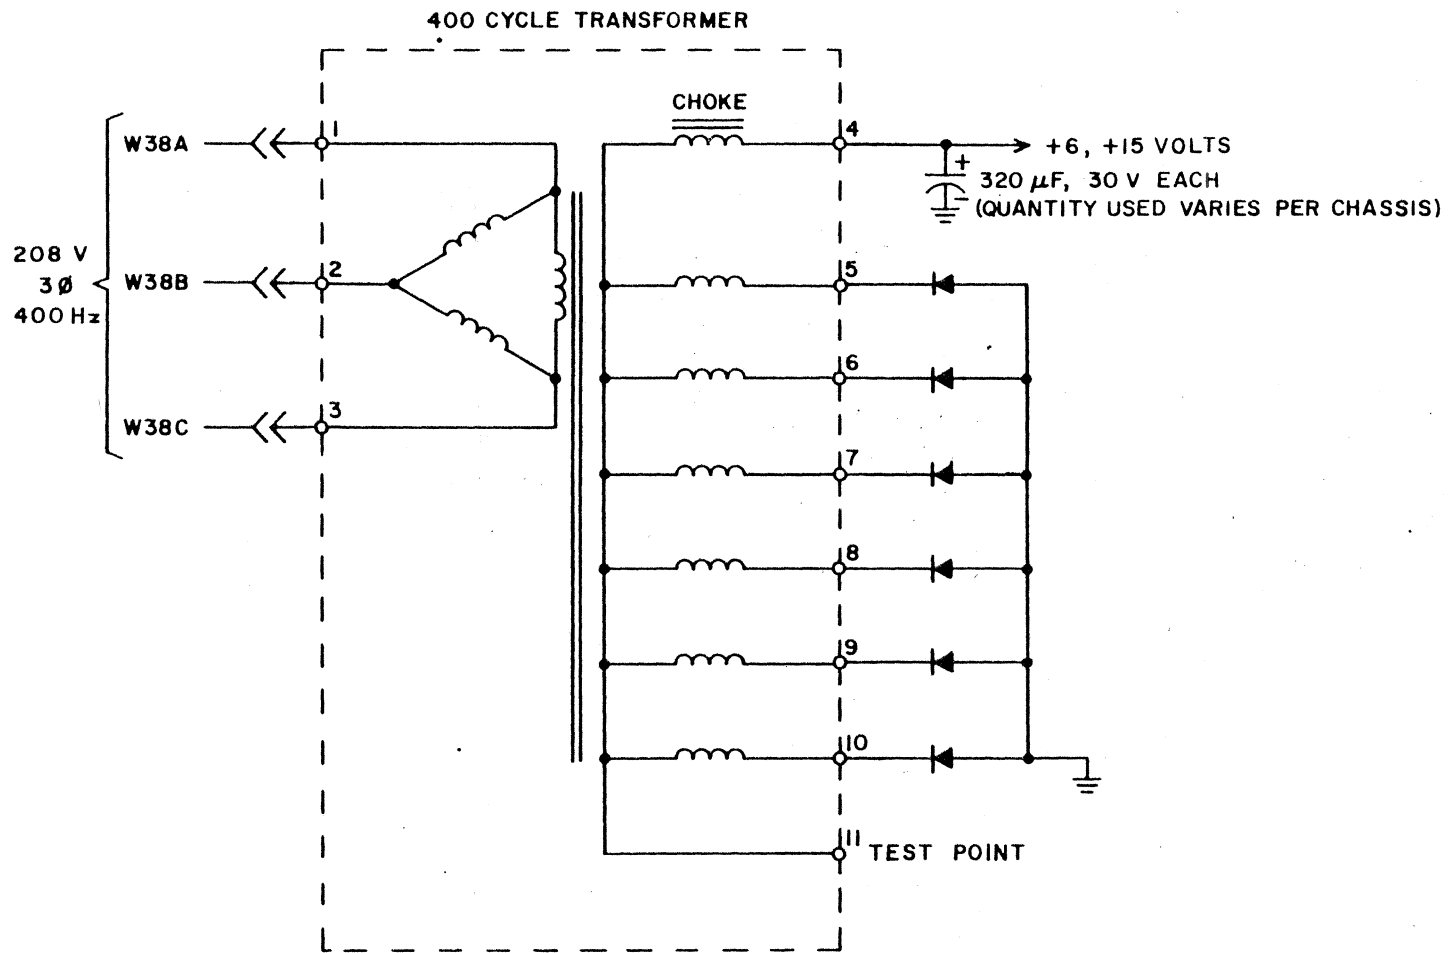 400 CYCLE TRANSFORMER
CHOKE
W38A
1
4
+6, +15 VOLTS
+
320 µF, 30 V EACH
-
(QUANTITY USED VARIES PER CHASSIS)
208 V
3Ø
400 Hz
W38B
2
5
6
W38C
3
7
8
9
10
11
TEST POINT